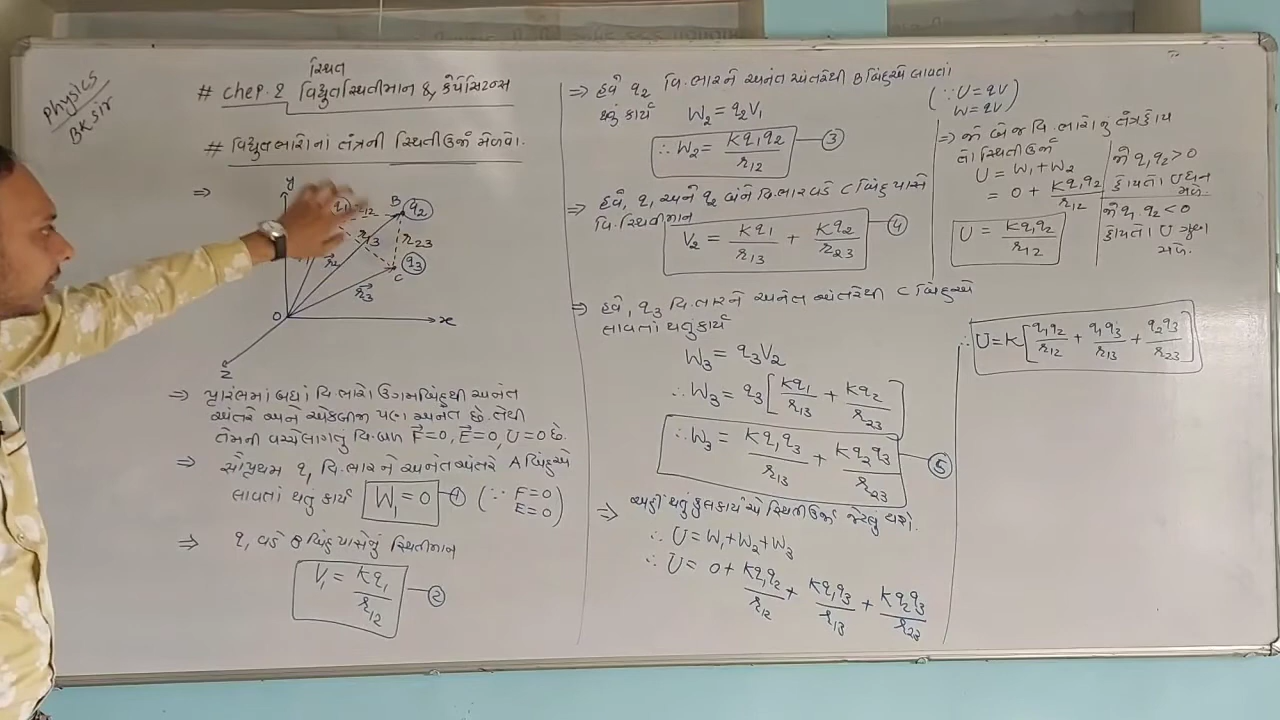 Physics
BK Sir
# chep. 2 વિદ્યુતસ્થિતીમાન & કેપેસિટન્સ
સ્થિત
# વિદ્યુતભારોનાં તંત્રની સ્થિતીઉર્જા મેળવો.
⇒
y
q1
r12
B
q2
r13
r23
r2
q3
C
r3
O
x
Z
⇒ પ્રારંભમાં બધાં વિ.ભારો ઉગમબિંદુથી અનંત
અંતરે અને એકબીજા પણ અનંત છે. તેથી
તેમની વચ્ચે લાગતુ વિ.બળ F⃗=0, E⃗=0, U=0 છે.
⇒ સૌપ્રથમ q1 વિ.ભારને અનંત અંતરે A બિંદુએ
લાવતાં થતું કાર્ય W1=0 —① (∵ F=0
E=0)
⇒ q1 વડે B બિંદુ પાસેનું સ્થિતીમાન
V1 = Kq1/r12 —②
⇒ હવે q2 વિ.ભારને અનંત અંતરેથી B બિંદુએ લાવતાં
થતું કાર્ય W2 = q2V1
∴ W2 = Kq1q2/r12 —③
⇒ હવે, q1 અને q2 બંને વિ.ભાર વડે C બિંદુ પાસે
વિ.સ્થિતીમાન
V2 = Kq1/r13 + Kq2/r23 —④
⇒ હવે, q3 વિ.ભારને અનંત અંતરેથી C બિંદુએ
લાવતાં થતું કાર્ય
W3 = q3V2
∴ W3 = q3[Kq1/r13 + Kq2/r23]
∴ W3 = Kq1q3/r13 + Kq2q3/r23 —⑤
⇒ અહીં થતું કુલકાર્ય એ સ્થિતીઉર્જા જેટલુ થશે.
∴ U = W1+W2+W3
∴ U = 0 + Kq1q2/r12 + Kq1q3/r13 + Kq2q3/r23
(∵ U=qV
W=qV)
⇒ જો બે જ વિ.ભારોનુ તંત્ર હોય
તો સ્થિતીઉર્જા
U = W1+W2
= 0 + Kq1q2/r12
U = Kq1q2/r12
જો q1q2 > 0
હોય તો U ધન
મળે.
જો q1q2 < 0
હોય તો U ઋણ
મળે.
∴ U = K[q1q2/r12 + q1q3/r13 + q2q3/r23]